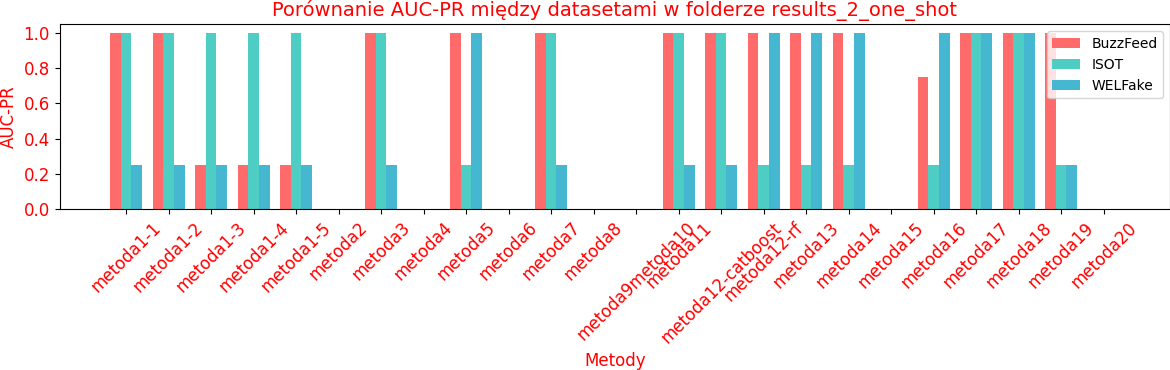 Porównanie AUC-PR między datasetami w folderze results_2_one_shot
AUC-PR
1.0
0.8
0.6
0.4
0.2
0.0
BuzzFeed
ISOT
WELFake
metoda1-1
metoda1-2
metoda1-3
metoda1-4
metoda1-5
metoda2
metoda3
metoda4
metoda5
metoda6
metoda7
metoda8
metoda9metoda10
metoda11
metoda12-catboost
metoda12-rf
metoda13
metoda14
metoda15
metoda16
metoda17
metoda18
metoda19
metoda20
Metody